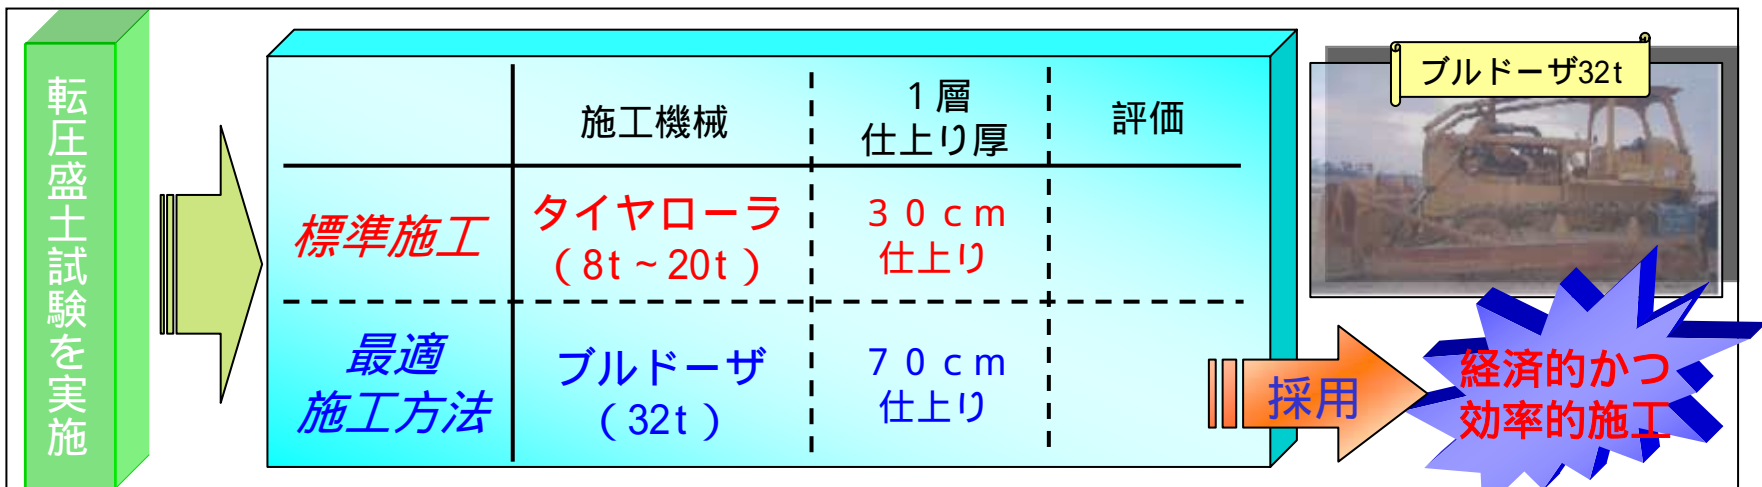 転圧盛土試験を実施
施工機械
1層
仕上り厚
評価
標準施工
タイヤローラ
(8t~20t)
30cm
仕上り
最適
施工方法
ブルドーザ
(32t)
70cm
仕上り
ブルドーザ32t
採用
経済的かつ
効率的施工